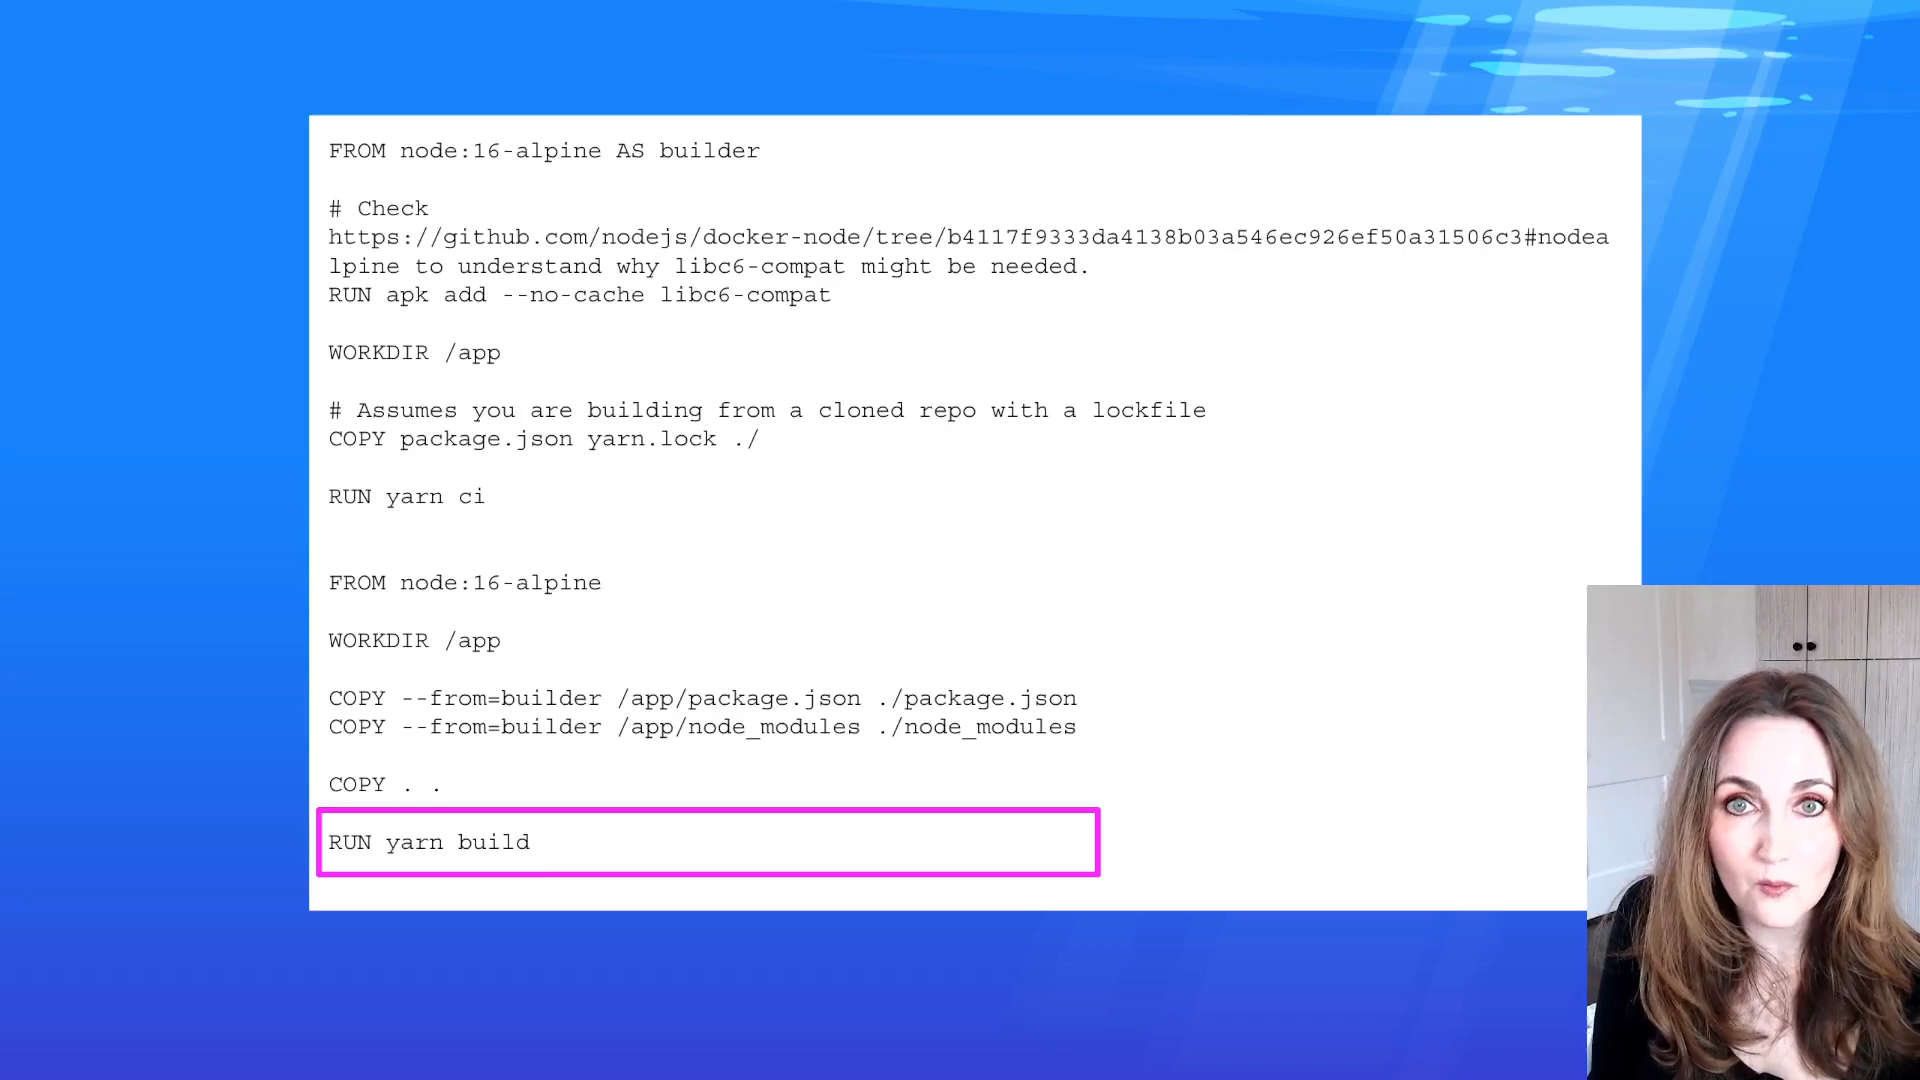 FROM node:16-alpine AS builder
# Check
https://github.com/nodejs/docker-node/tree/b4117f9333da4138b03a546ec926ef50a31506c3#nodea
lpine to understand why libc6-compat might be needed.
RUN apk add --no-cache libc6-compat
WORKDIR /app
# Assumes you are building from a cloned repo with a lockfile
COPY package.json yarn.lock ./
RUN yarn ci
FROM node:16-alpine
WORKDIR /app
COPY --from=builder /app/package.json ./package.json
COPY --from=builder /app/node_modules ./node_modules
COPY . .
RUN yarn build